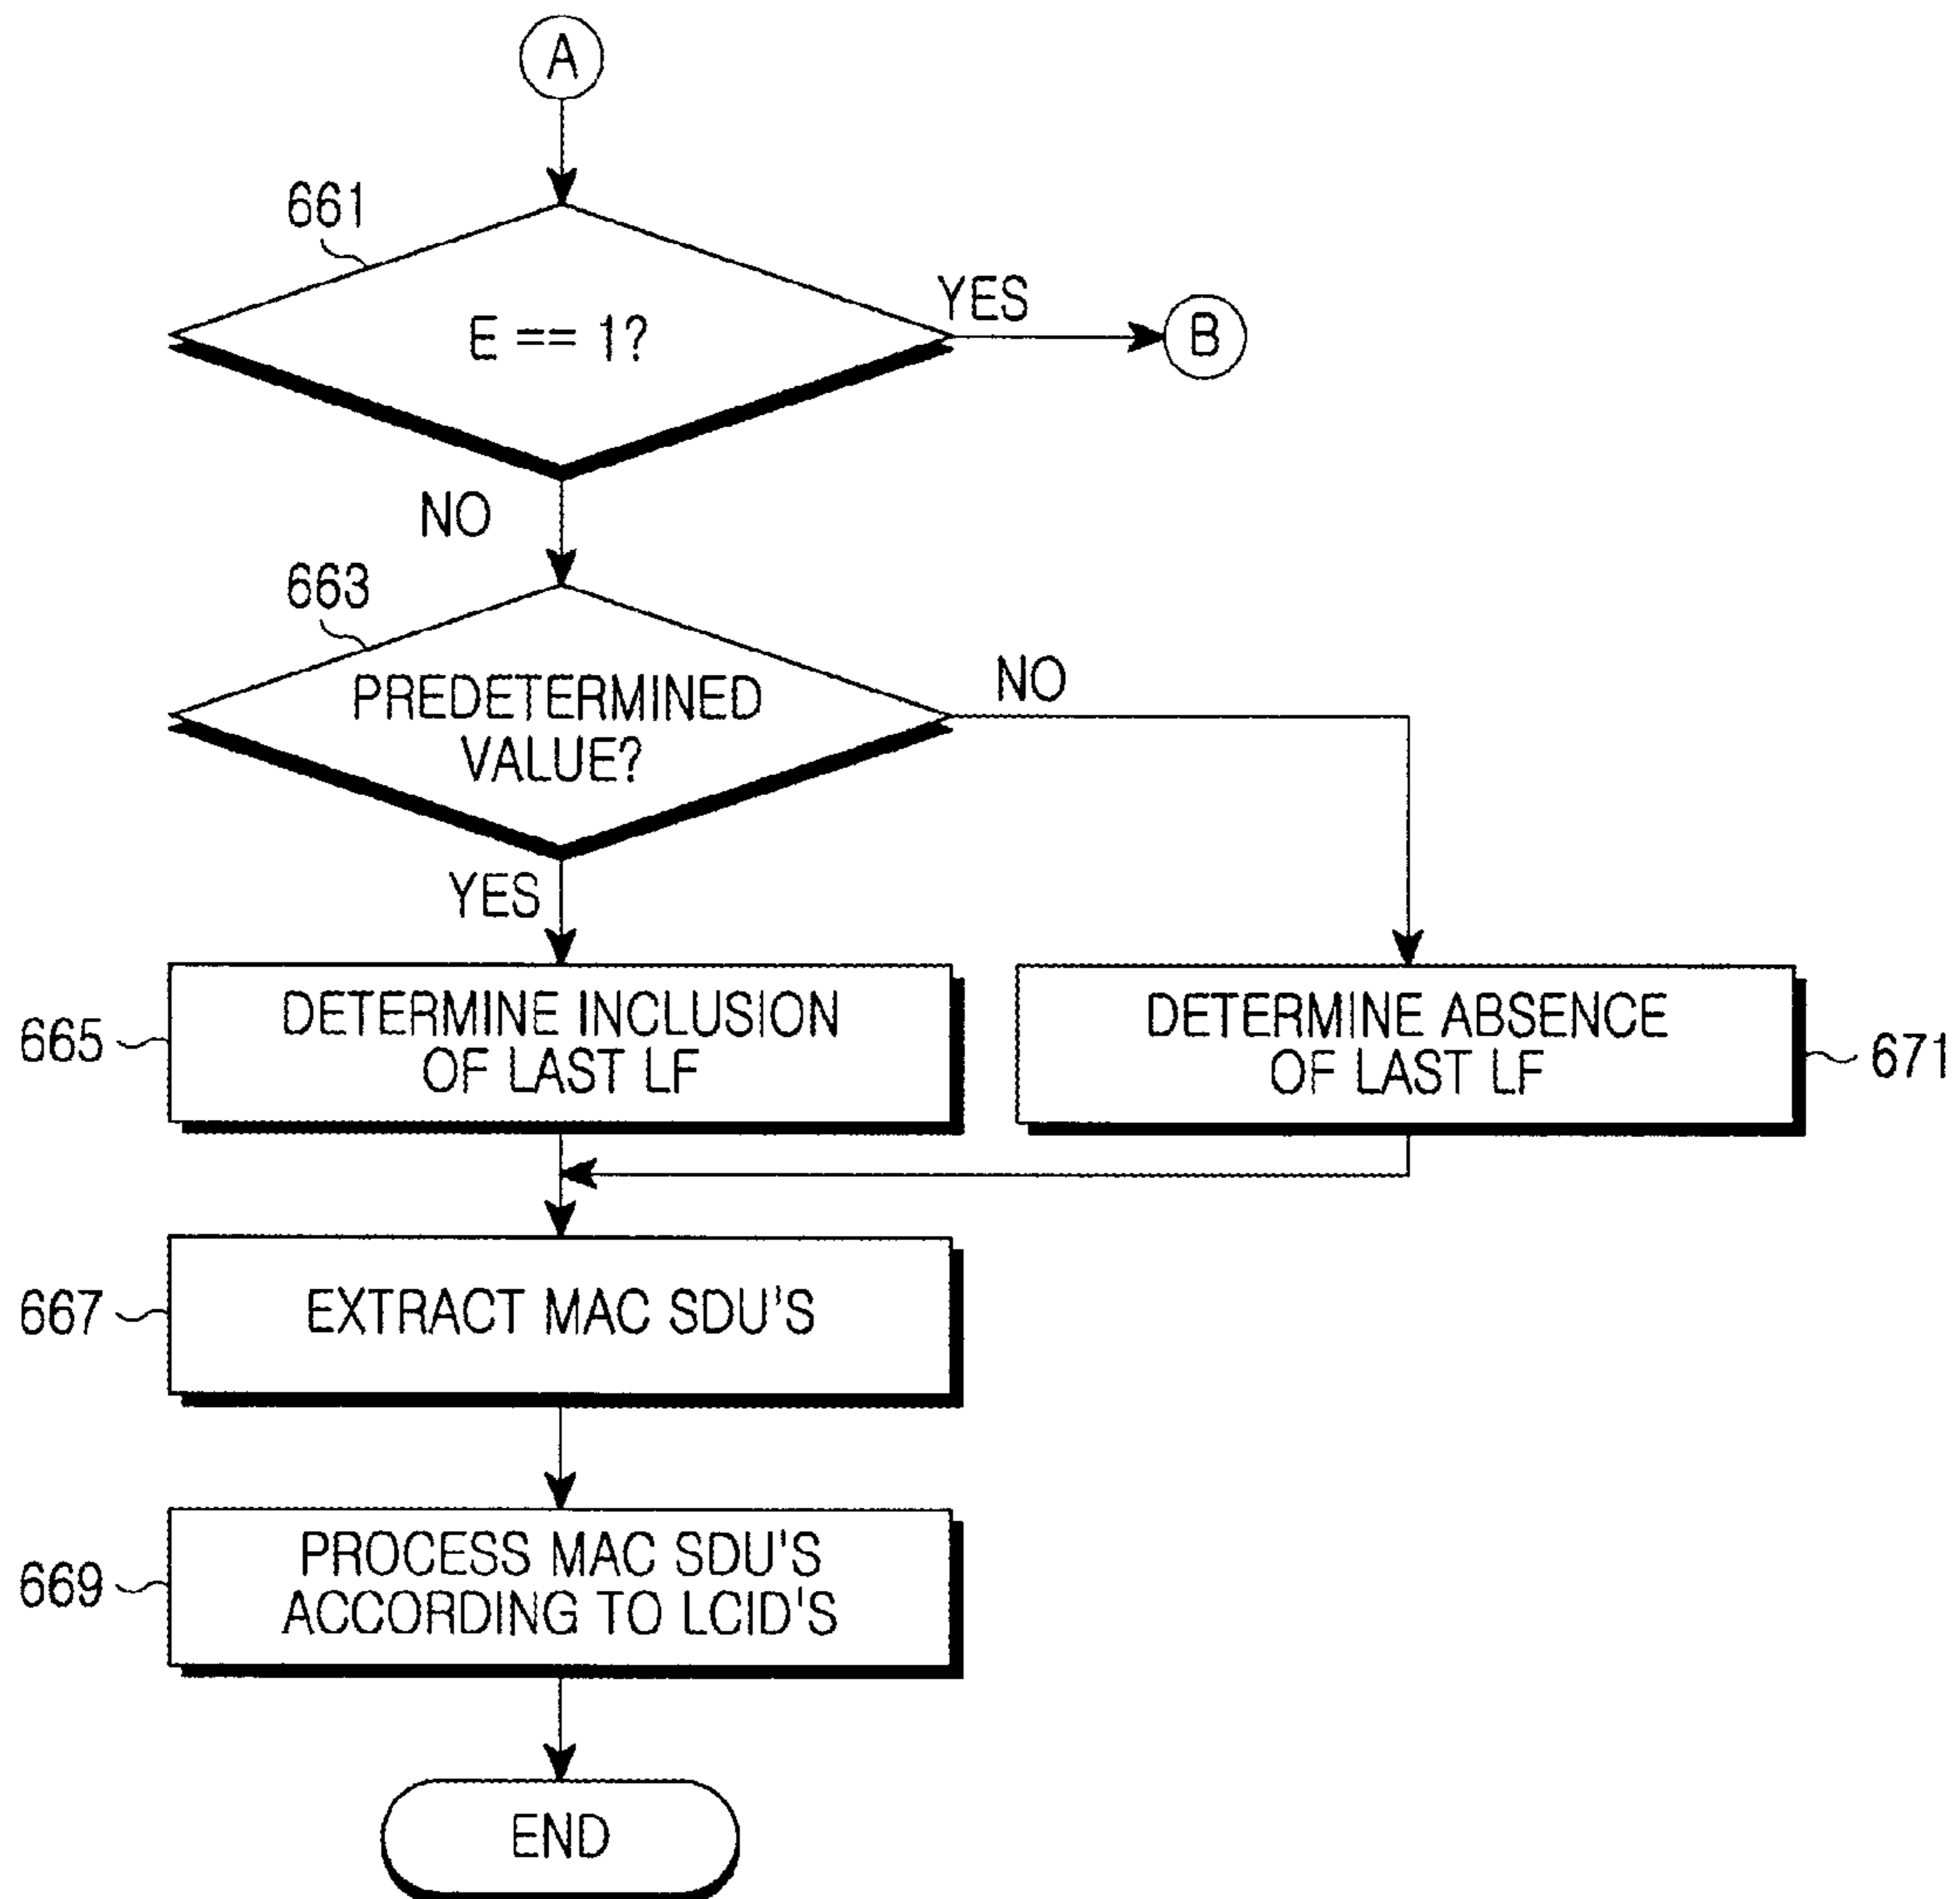 A
661
E == 1?
YES
B
NO
663
PREDETERMINED
VALUE?
NO
YES
665
DETERMINE INCLUSION
OF LAST LF
DETERMINE ABSENCE
OF LAST LF
671
667
EXTRACT MAC SDU'S
669
PROCESS MAC SDU'S
ACCORDING TO LCID'S
END